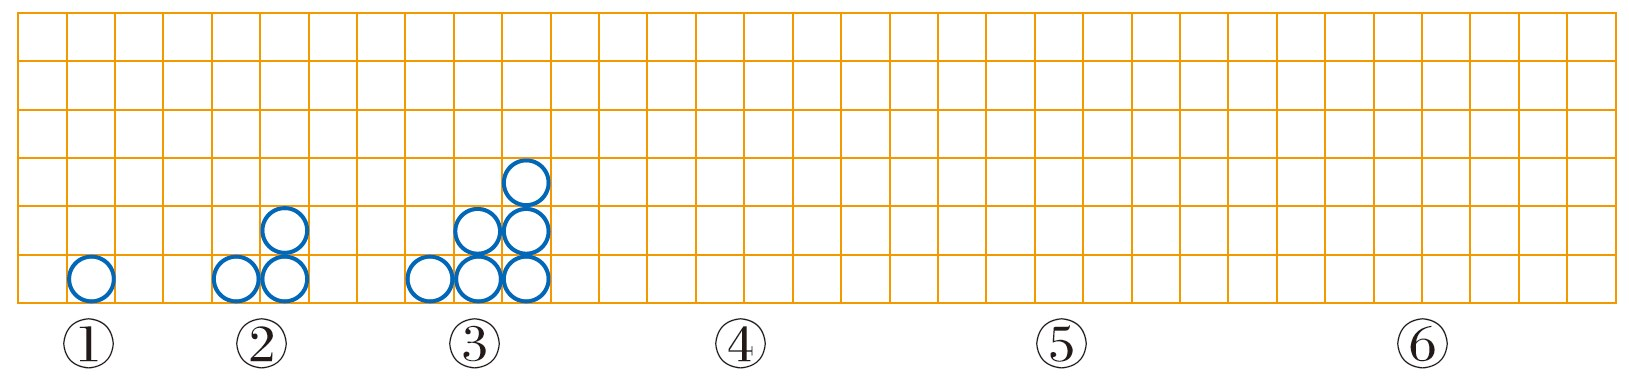 ① ② ③ ④ ⑤ ⑥